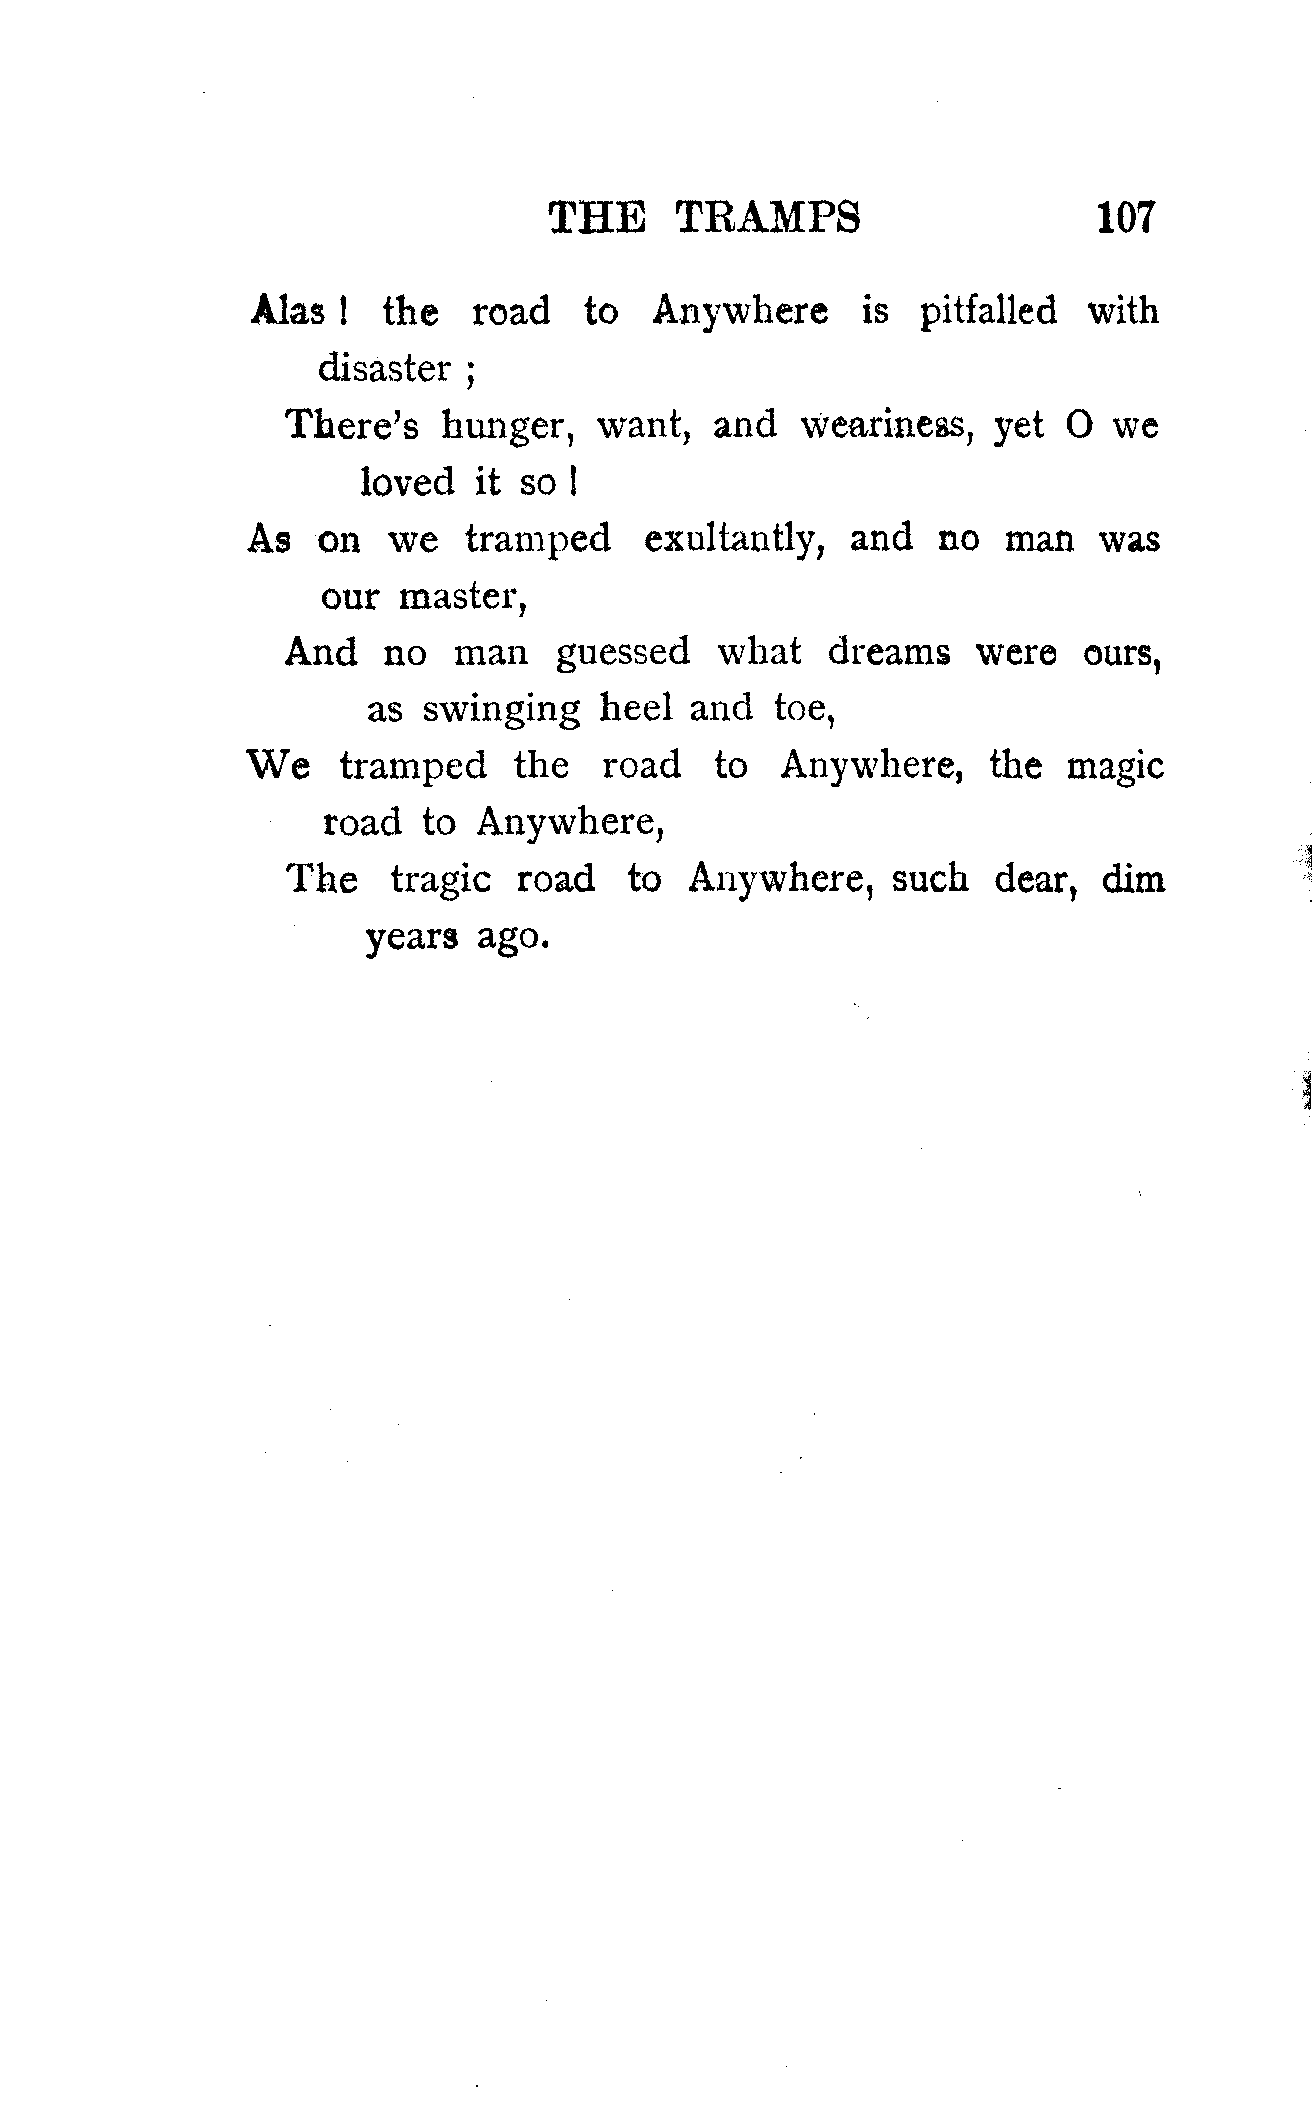 THE TRAMPS 107
Alas ! the road to Anywhere is pitfalled with
disaster ;
There's hunger, want, and weariness, yet O we
loved it so !
As on we tramped exultantly, and no man was
our master,
And no man guessed what dreams were ours,
as swinging heel and toe,
We tramped the road to Anywhere, the magic
road to Anywhere,
The tragic road to Anywhere, such dear, dim
years ago.